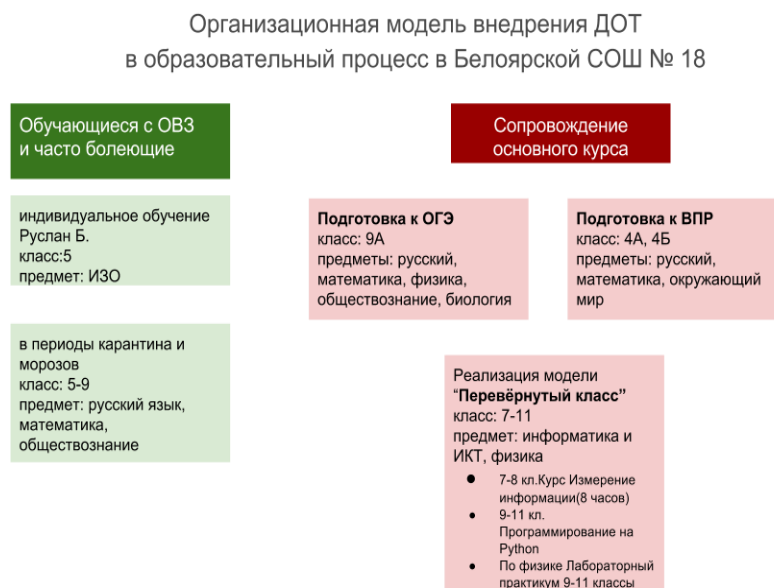 Организационная модель внедрения ДОТ
в образовательный процесс в Белоярской СОШ № 18
Обучающиеся с ОВЗ
и часто болеющие
индивидуальное обучение
Руслан Б.
класс:5
предмет: ИЗО
в периоды карантина и
морозов
класс: 5-9
предмет: русский язык,
математика,
обществознание
Сопровождение
основного курса
Подготовка к ОГЭ
класс: 9А
предметы: русский,
математика, физика,
обществознание, биология
Подготовка к ВПР
класс: 4А, 4Б
предметы: русский,
математика, окружающий
мир
Реализация модели
“Перевёрнутый класс”
класс: 7-11
предмет: информатика и
ИКТ, физика
● 7-8 кл.Курс Измерение
информации(8 часов)
● 9-11 кл.
Программирование на
Python
● По физике Лабораторный
практикум 9-11 классы